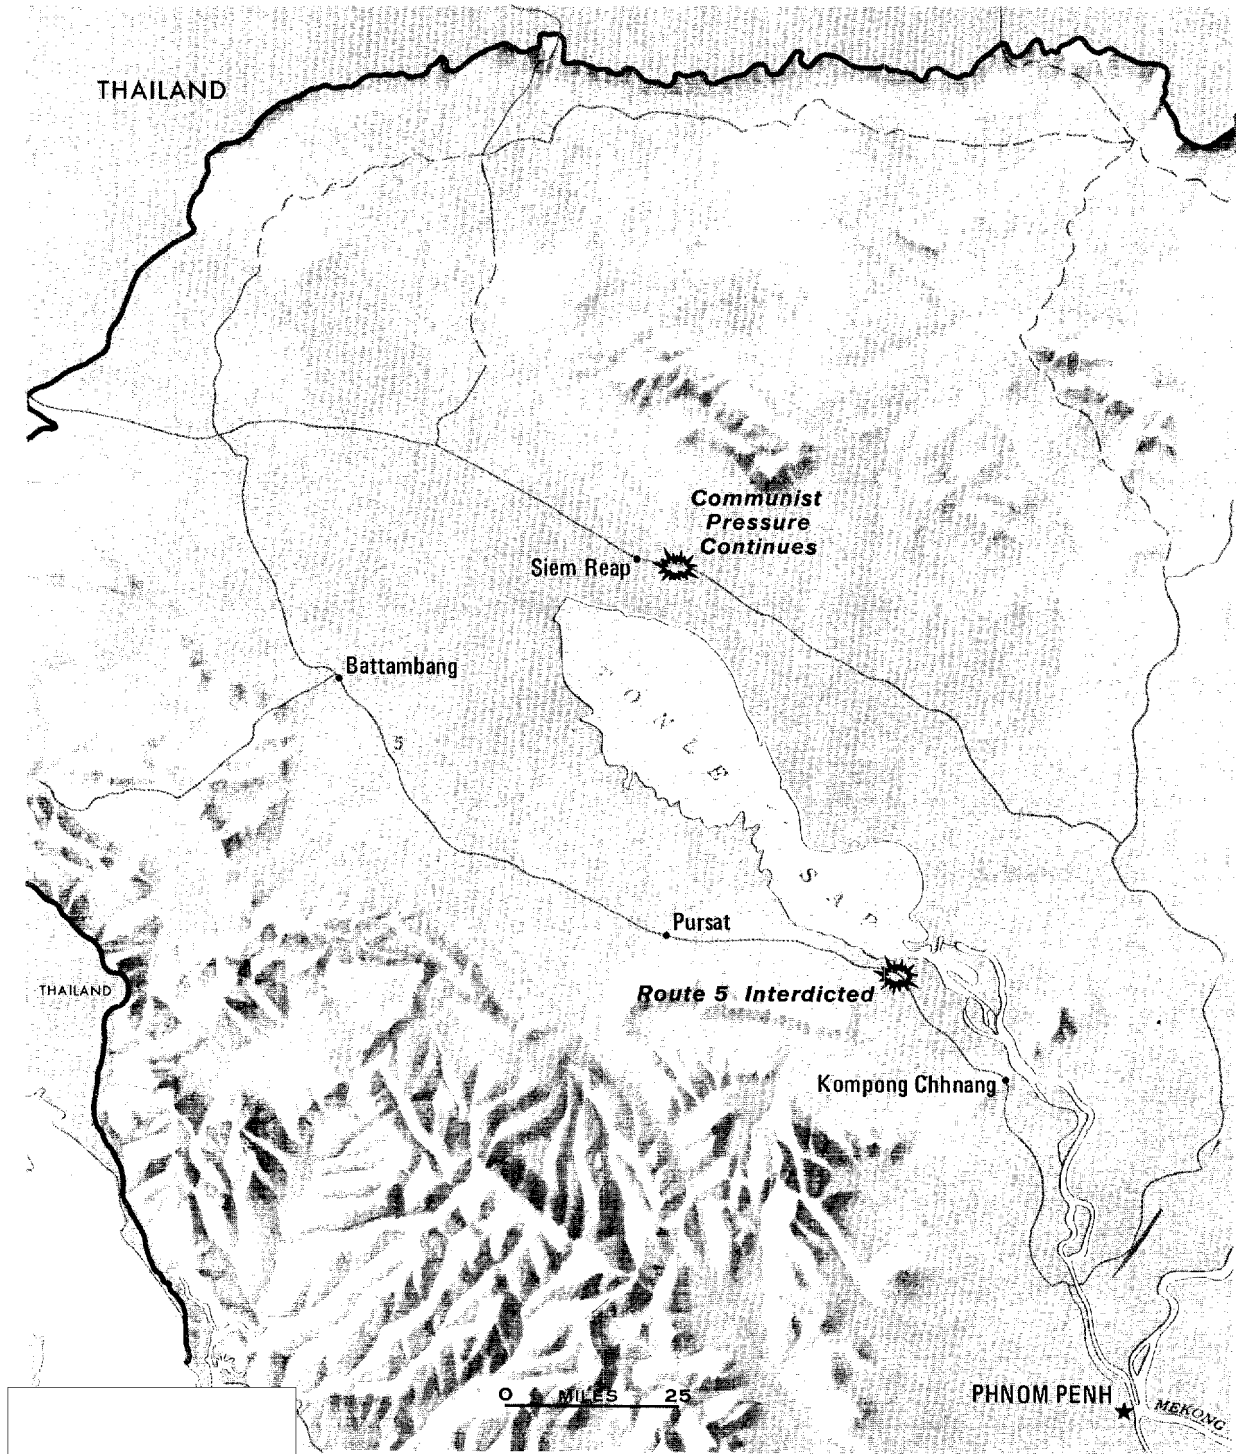 THAILAND
Communist
Pressure
Continues
Siem Reap
Battambang
5
TONLE SAP
Pursat
THAILAND
Route 5 Interdicted
Kompong Chhnang
0 MILES 25
PHNOM PENH
MEKONG